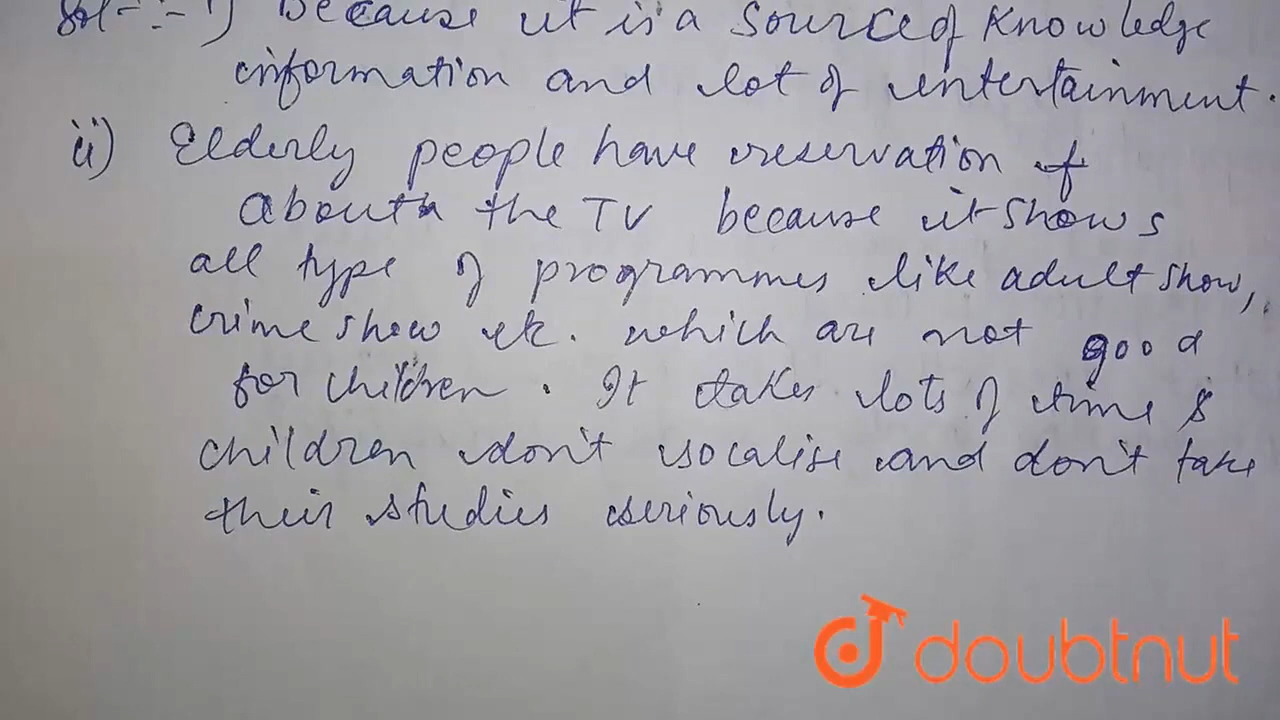 Sol-:- i) Because it is a source of knowledge
information and lot of entertainment.
ii) Elderly people have reservation of
about the TV because it shows
all type of programmes like adult show,
crime show etc. which are not good
for children. It takes lots of time &
children don't socalise and don't take
their studies seriously.
doubtnut